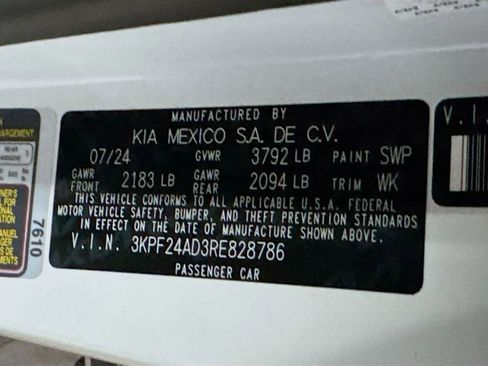 MANUFACTURED BY
KIA MEXICO S.A. DE C.V.
07/24 GVWR 3792 LB PAINT SWP
GAWR FRONT 2183 LB GAWR REAR 2094 LB TRIM WK
THIS VEHICLE CONFORMS TO ALL APPLICABLE U.S.A. FEDERAL
MOTOR VEHICLE SAFETY, BUMPER, AND THEFT PREVENTION STANDARDS
IN EFFECT ON THE DATE OF MANUFACTURE SHOWN ABOVE.
V.I.N. 3KPF24AD3RE828786
PASSENGER CAR
7610
REAR
MANUEL
V.I.